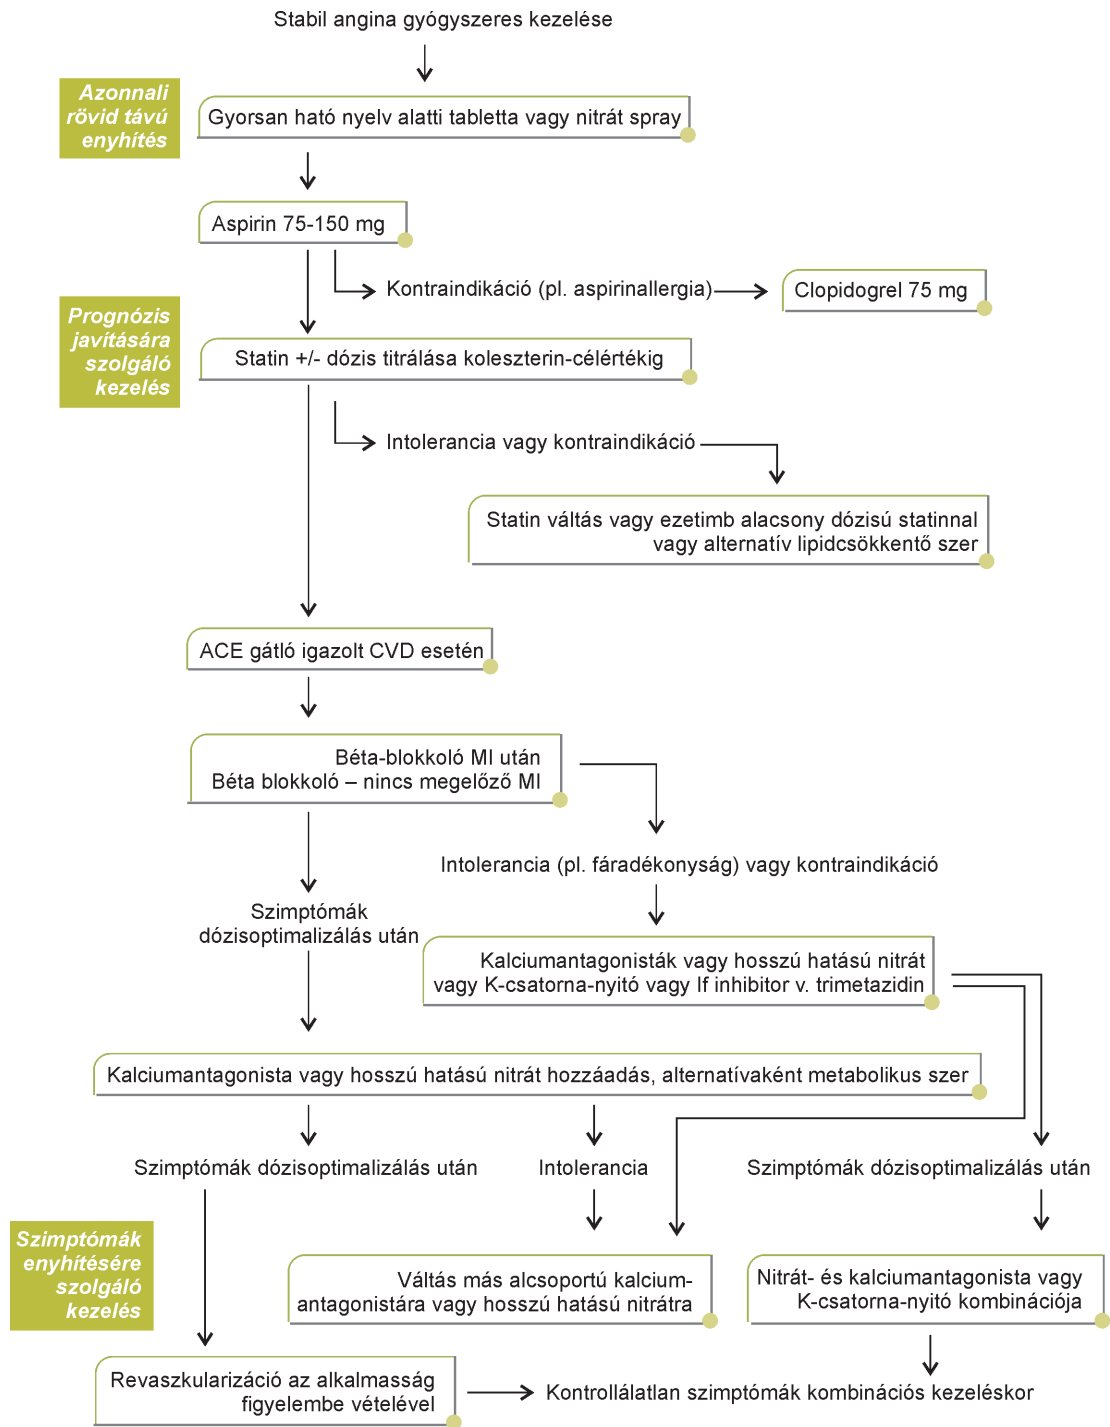 Stabil angina gyógyszeres kezelése
Azonnali
rövid távú
enyhítés
Gyorsan ható nyelv alatti tabletta vagy nitrát spray
Aspirin 75-150 mg
Kontraindikáció (pl. aspirinallergia)
Clopidogrel 75 mg
Prognózis
javítására
szolgáló
kezelés
Statin +/- dózis titrálása koleszterin-célértékig
Intolerancia vagy kontraindikáció
Statin váltás vagy ezetimb alacsony dózisú statinnal
vagy alternatív lipidcsökkentő szer
ACE gátló igazolt CVD esetén
Béta-blokkoló MI után
Béta blokkoló – nincs megelőző MI
Intolerancia (pl. fáradékonyság) vagy kontraindikáció
Szimptómák
dózisoptimalizálás után
Kalciumantagonisták vagy hosszú hatású nitrát
vagy K-csatorna-nyitó vagy If inhibitor v. trimetazidin
Kalciumantagonista vagy hosszú hatású nitrát hozzáadás, alternatívaként metabolikus szer
Szimptómák dózisoptimalizálás után
Intolerancia
Szimptómák dózisoptimalizálás után
Szimptómák
enyhítésére
szolgáló
kezelés
Váltás más alcsoportú kalcium-
antagonistára vagy hosszú hatású nitrátra
Nitrát- és kalciumantagonista vagy
K-csatorna-nyitó kombinációja
Revaszkularizáció az alkalmasság
figyelembe vételével
Kontrollálatlan szimptómák kombinációs kezeléskor